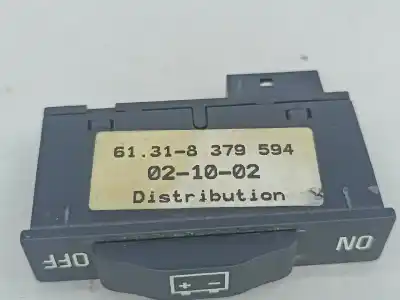 61.31-8 379 594
02-10-02
Distribution
OFF
ON
+ -